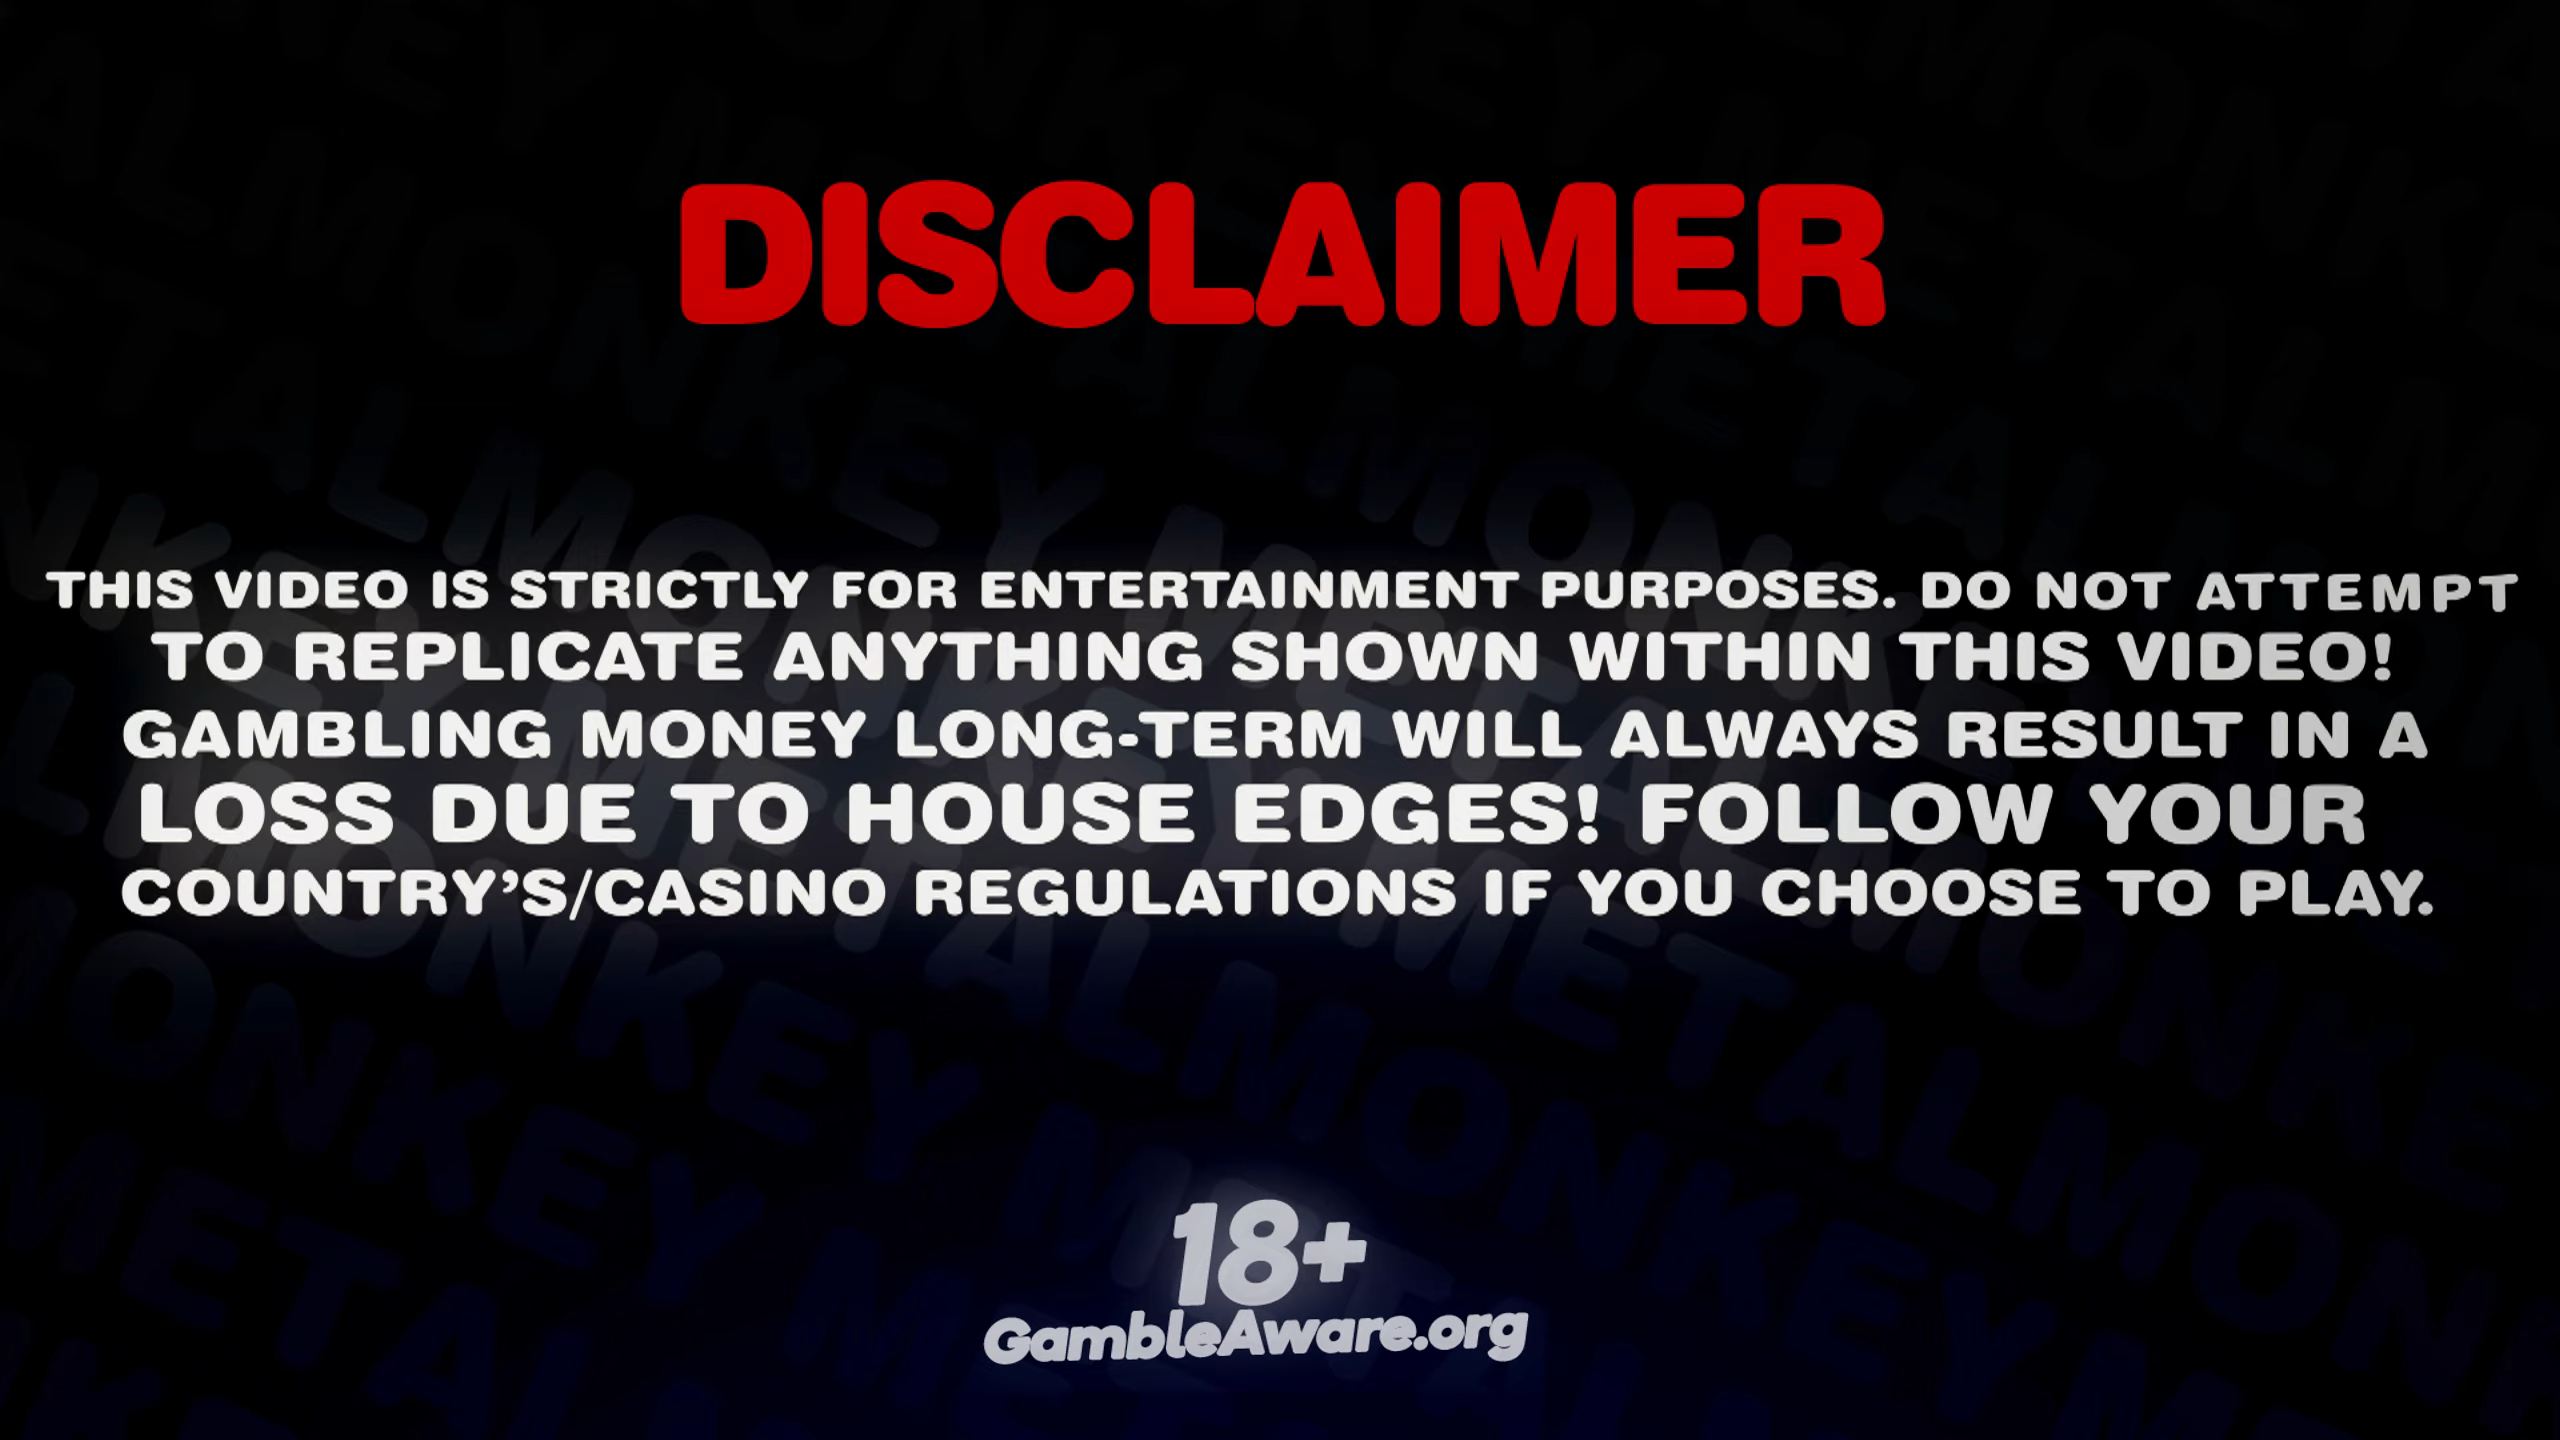 DISCLAIMER
THIS VIDEO IS STRICTLY FOR ENTERTAINMENT PURPOSES. DO NOT ATTEMPT
TO REPLICATE ANYTHING SHOWN WITHIN THIS VIDEO!
GAMBLING MONEY LONG-TERM WILL ALWAYS RESULT IN A
LOSS DUE TO HOUSE EDGES! FOLLOW YOUR
COUNTRY'S/CASINO REGULATIONS IF YOU CHOOSE TO PLAY.
18+
GambleAware.org